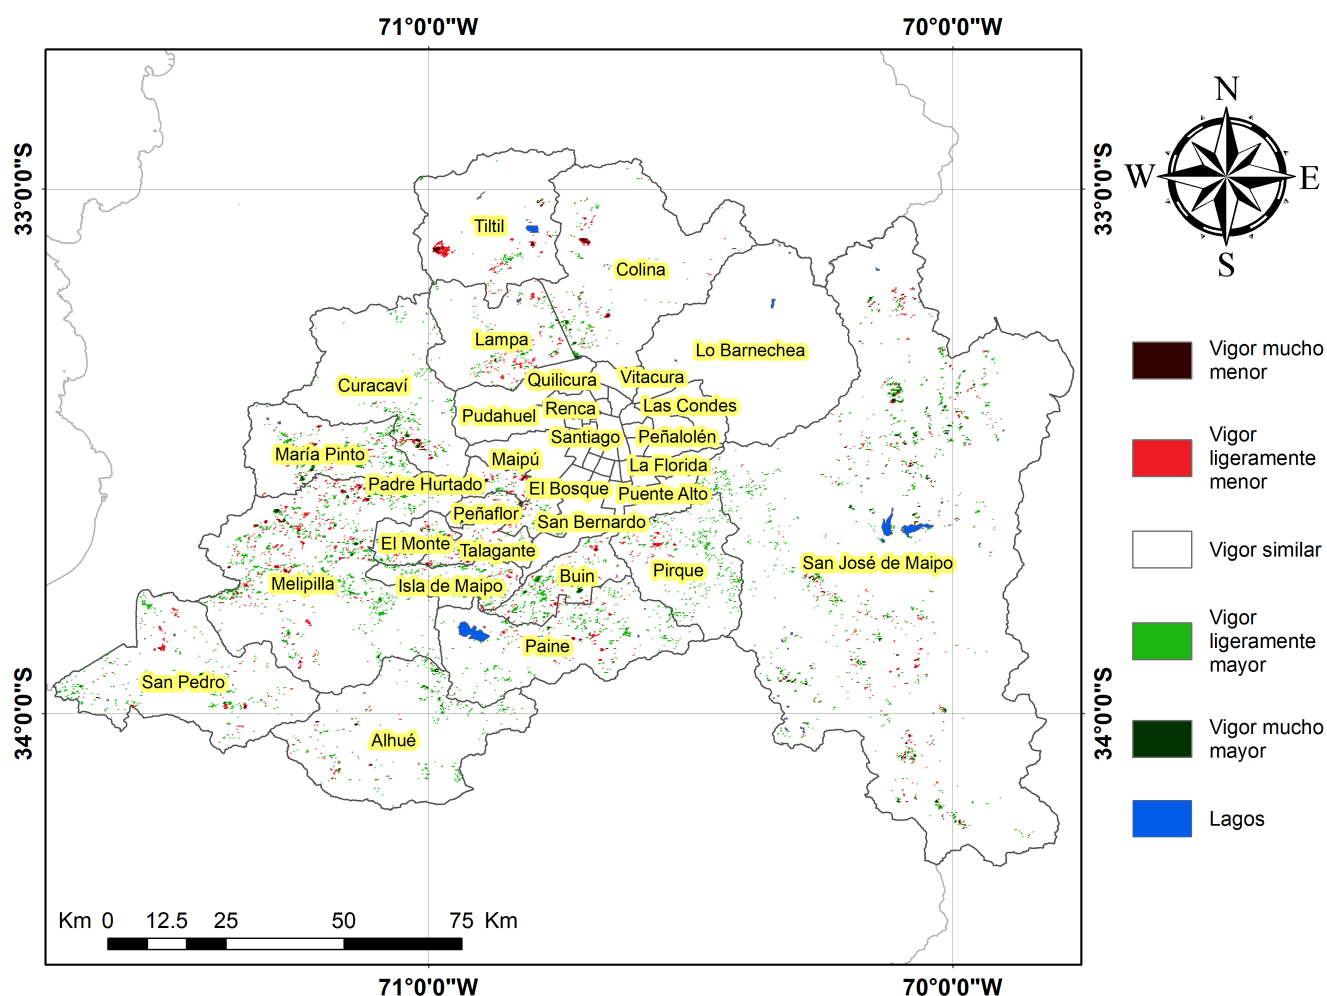 71°0'0"W
70°0'0"W
33°0'0"S
33°0'0"S
N
W
E
S
Tiltil
Colina
Lampa
Lo Barnechea
Quilicura
Vitacura
Curacaví
Pudahuel
Renca
Las Condes
Santiago
Peñalolén
María Pinto
Maipú
La Florida
Padre Hurtado
El Bosque
Puente Alto
Peñaflor
San Bernardo
El Monte
Talagante
San José de Maipo
Melipilla
Isla de Maipo
Buin
Pirque
Paine
San Pedro
Alhué
34°0'0"S
34°0'0"S
Vigor mucho
menor
Vigor
ligeramente
menor
Vigor similar
Vigor
ligeramente
mayor
Vigor mucho
mayor
Lagos
Km 0 12.5 25 50 75 Km
71°0'0"W
70°0'0"W